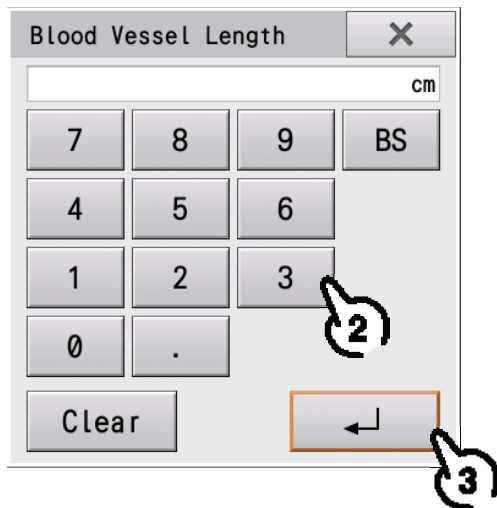 Blood Vessel Length ×
cm
7 8 9 BS
4 5 6
1 2 3
2
0 .
Clear ↵
3